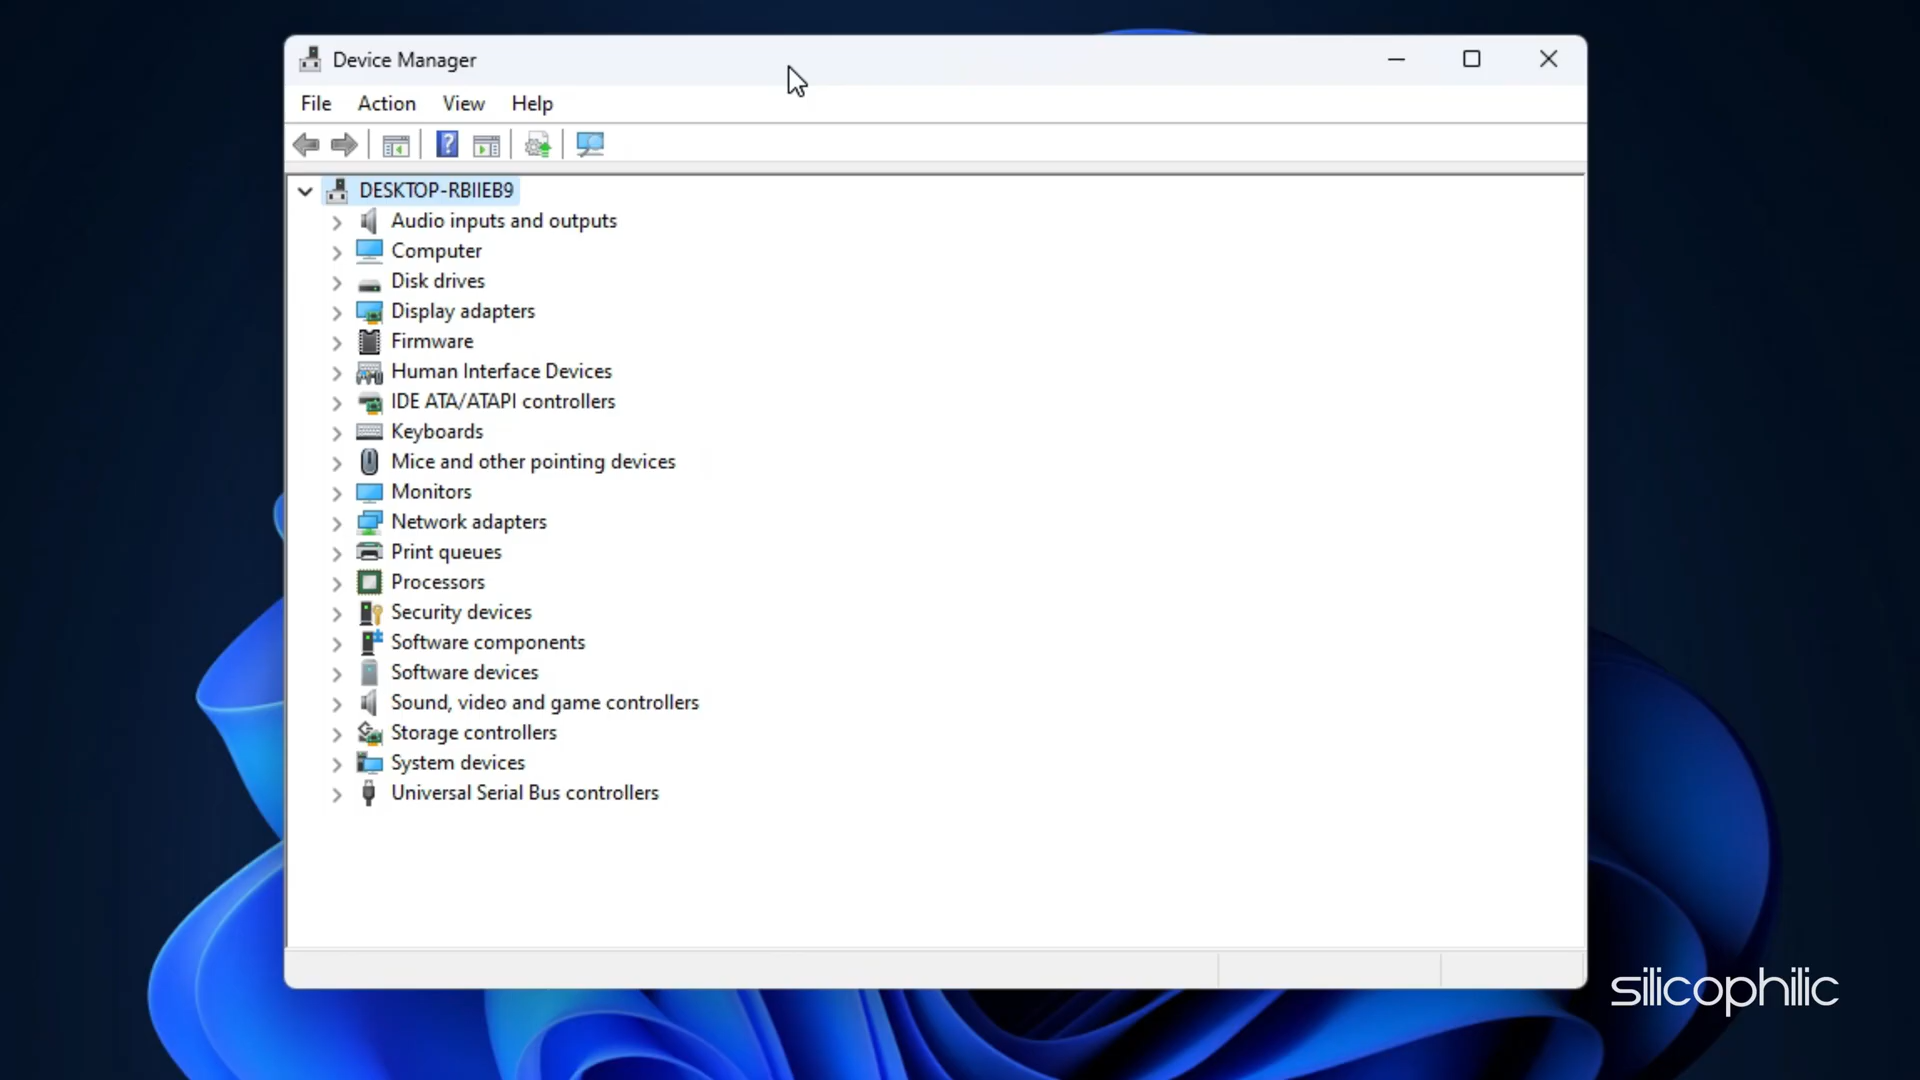 Device Manager
File Action View Help
DESKTOP-RBIIEB9
Audio inputs and outputs
Computer
Disk drives
Display adapters
Firmware
Human Interface Devices
IDE ATA/ATAPI controllers
Keyboards
Mice and other pointing devices
Monitors
Network adapters
Print queues
Processors
Security devices
Software components
Software devices
Sound, video and game controllers
Storage controllers
System devices
Universal Serial Bus controllers
silicophilic